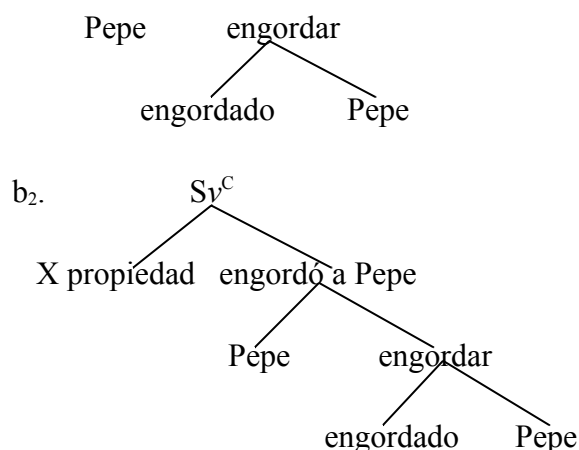 Pepe engordar
engordado Pepe
b₂. Svᶜ
X propiedad engordó a Pepe
Pepe engordar
engordado Pepe